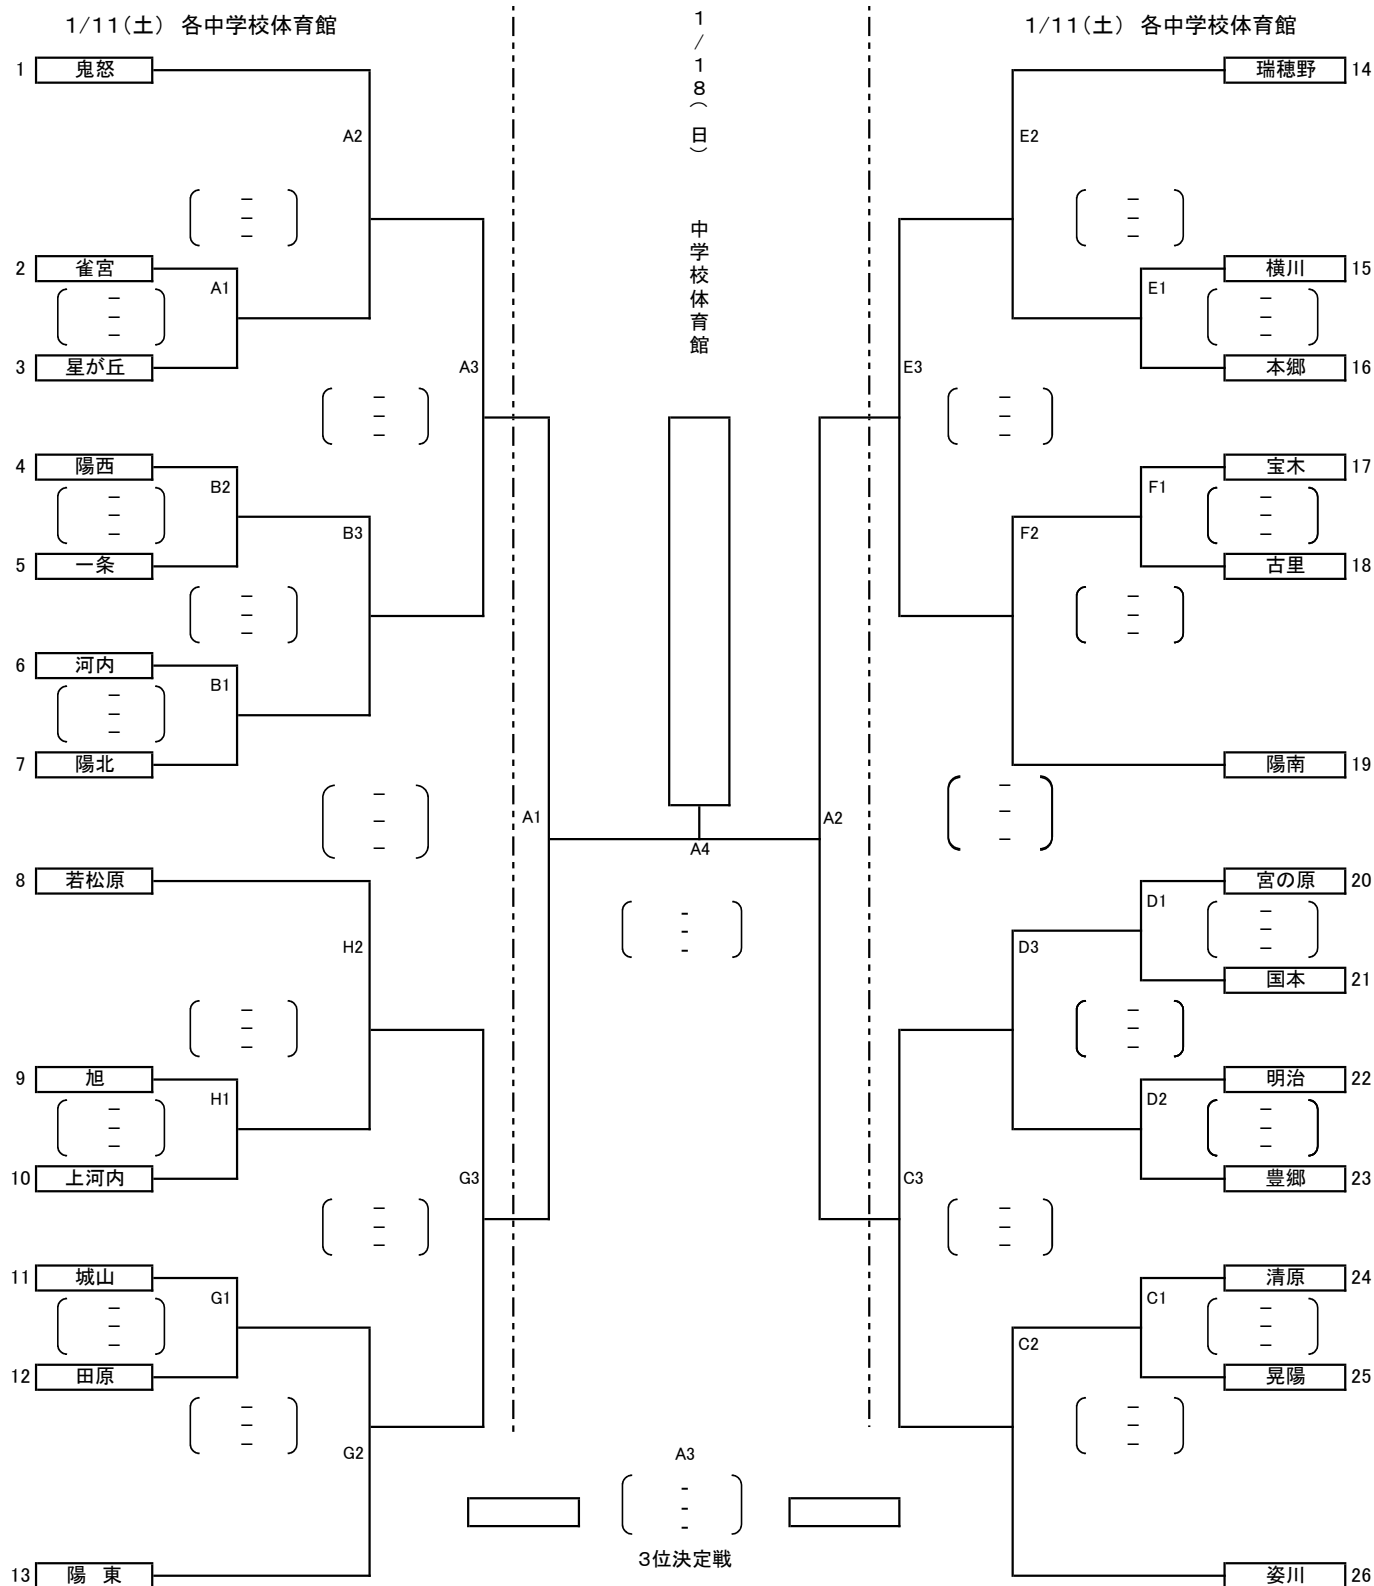 1/11(土) 各中学校体育館
1/18(日) 中学校体育館
1/11(土) 各中学校体育館
1 鬼怒
A2
2 雀宮
A1
3 星が丘
A3
4 陽西
B2
B3
5 一条
6 河内
B1
7 陽北
A1
8 若松原
H2
9 旭
H1
10 上河内
G3
11 城山
G1
12 田原
G2
13 陽 東
A4
A3
3位決定戦
瑞穂野 14
E2
横川 15
E1
本郷 16
E3
宝木 17
F1
F2
古里 18
陽南 19
A2
宮の原 20
D1
D3
国本 21
明治 22
D2
豊郷 23
C3
清原 24
C1
C2
晃陽 25
姿川 26